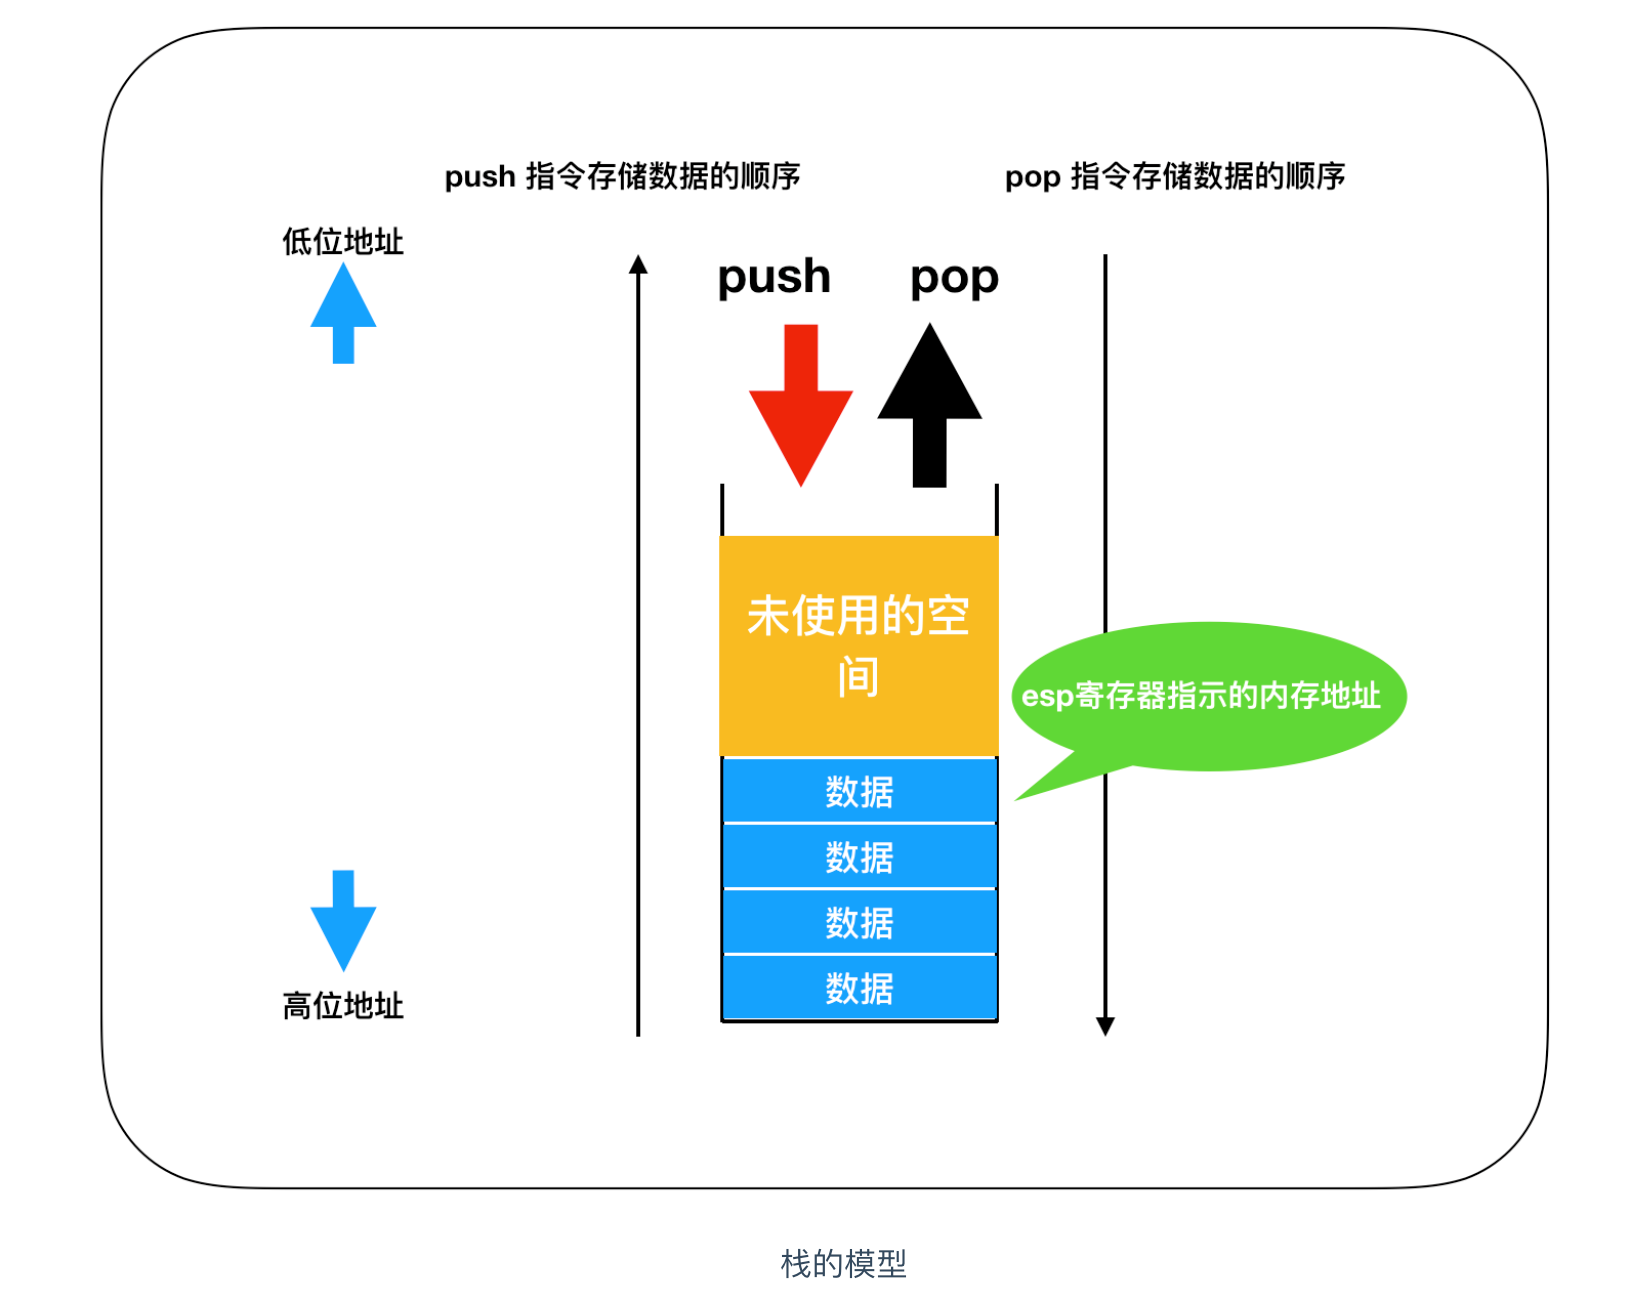 push 指令存储数据的顺序
pop 指令存储数据的顺序
低位地址
push
pop
未使用的空
间
esp寄存器指示的内存地址
数据
数据
数据
数据
高位地址
栈的模型